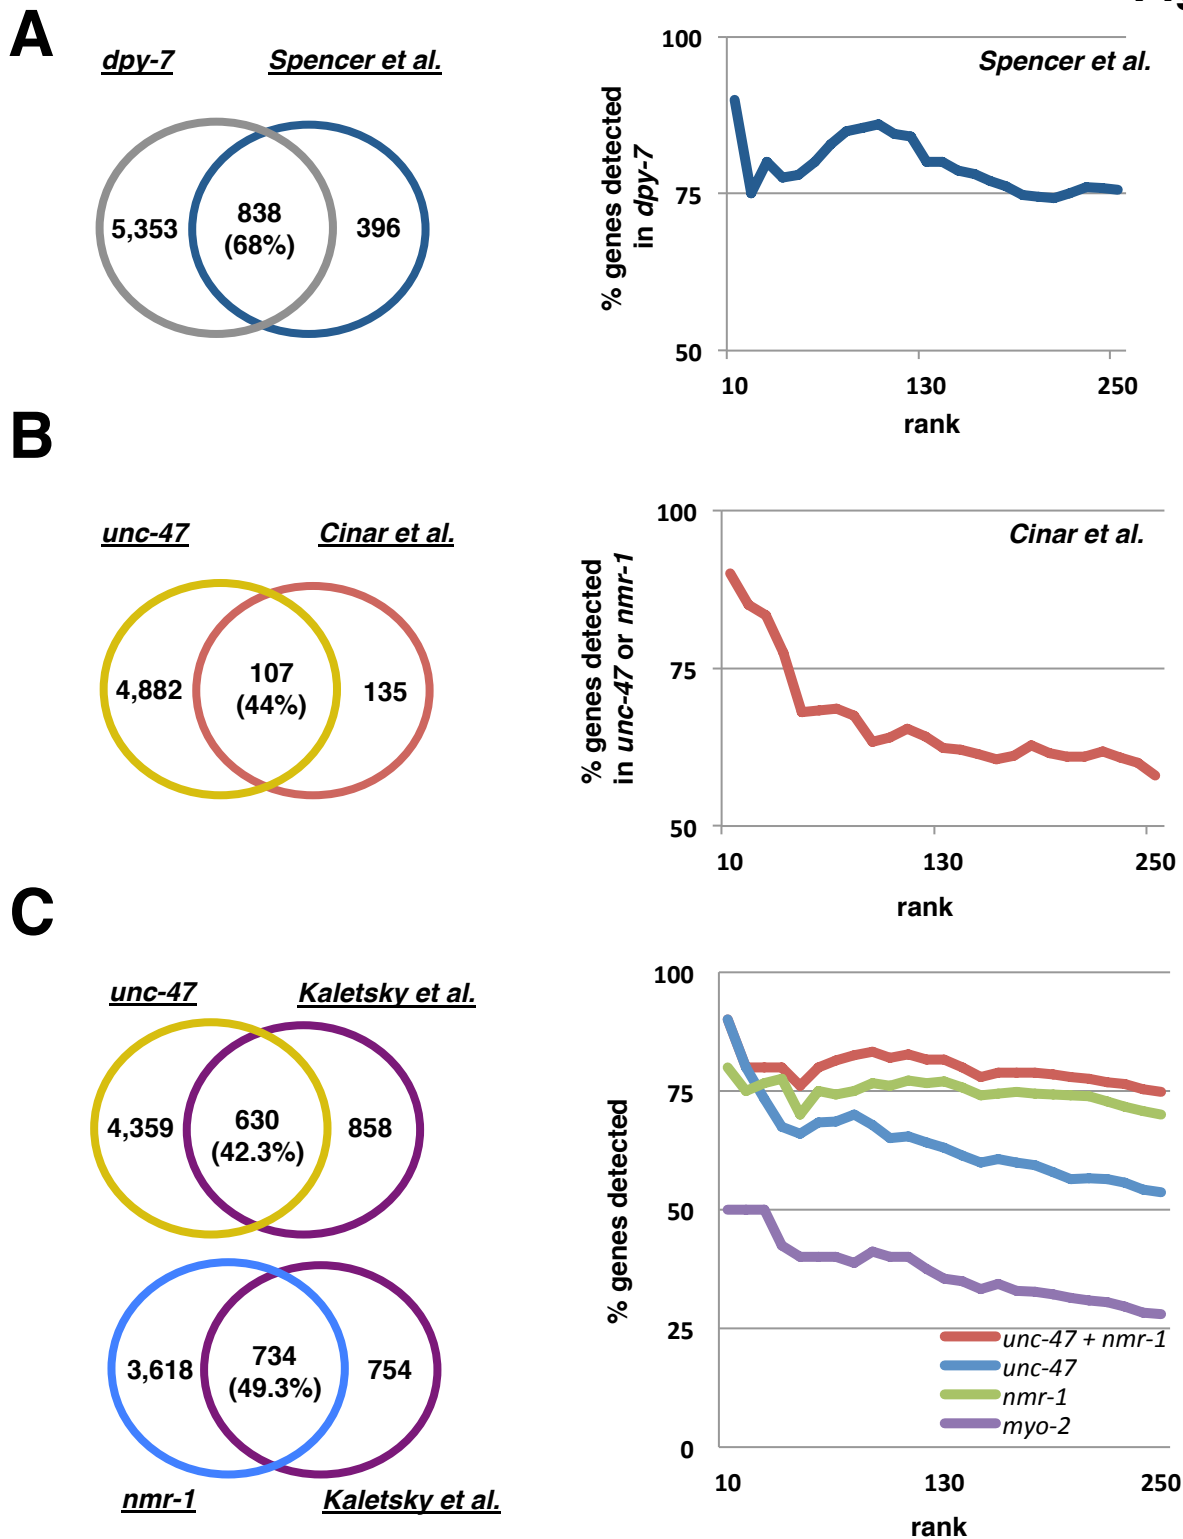 A
dpy-7
Spencer et al.
5,353
838
(68%)
396
100
75
50
% genes detected
in dpy-7
Spencer et al.
10
130
250
rank
B
unc-47
Cinar et al.
4,882
107
(44%)
135
100
75
50
% genes detected
in unc-47 or nmr-1
Cinar et al.
10
130
250
rank
C
unc-47
Kaletsky et al.
4,359
630
(42.3%)
858
3,618
734
(49.3%)
754
nmr-1
Kaletsky et al.
100
75
50
25
0
% genes detected
unc-47 + nmr-1
unc-47
nmr-1
myo-2
10
130
250
rank